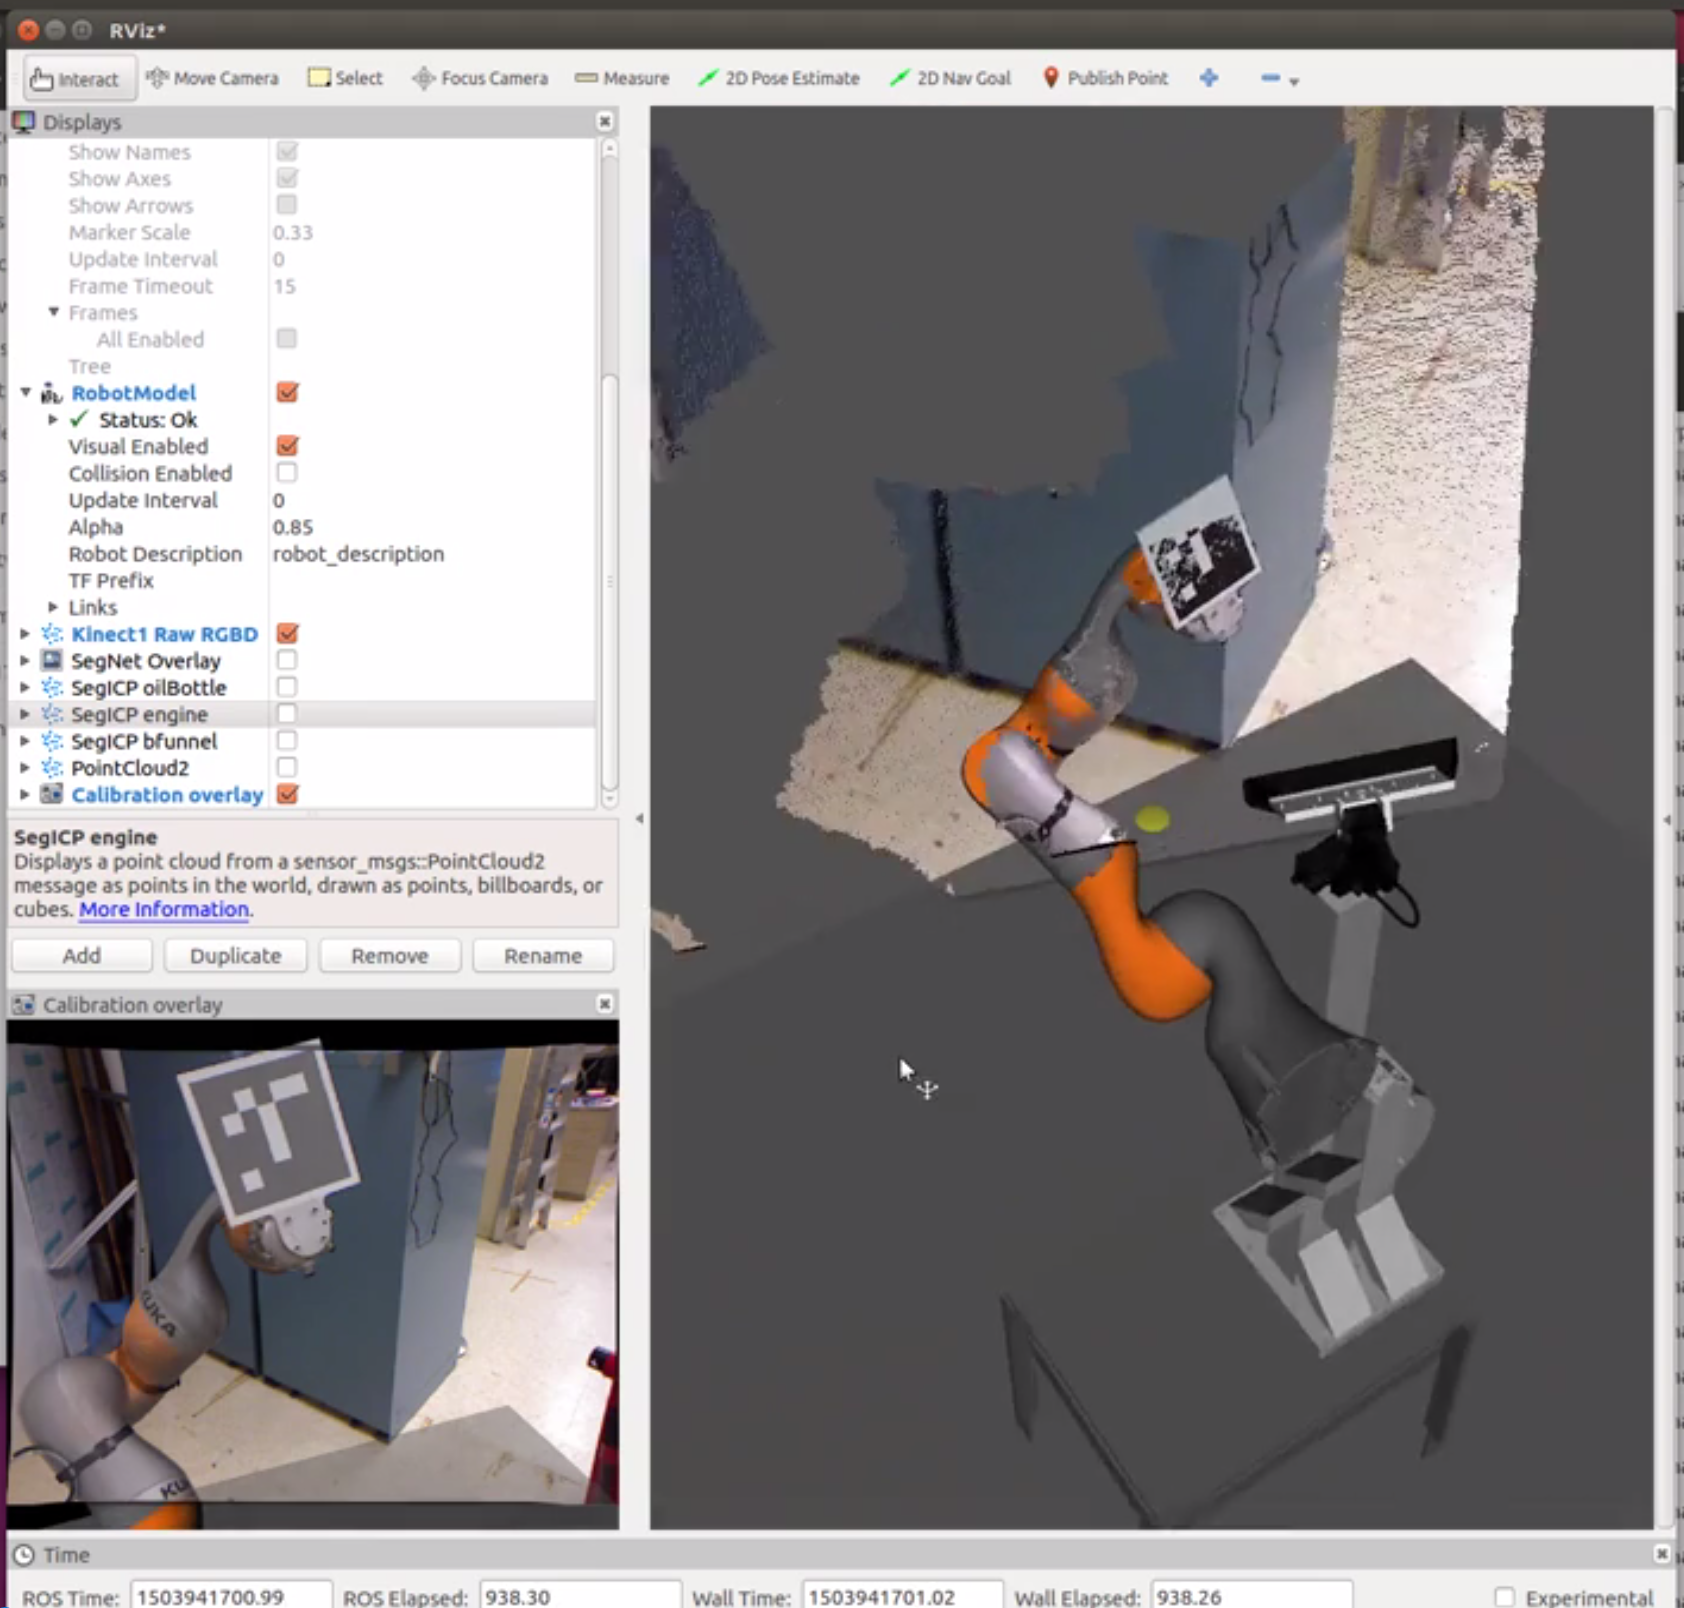 RViz*
Interact Move Camera Select Focus Camera Measure 2D Pose Estimate 2D Nav Goal Publish Point
Displays
Show Names
Show Axes
Show Arrows
Marker Scale 0.33
Update Interval 0
Frame Timeout 15
Frames
All Enabled
Tree
RobotModel
Status: Ok
Visual Enabled
Collision Enabled
Update Interval 0
Alpha 0.85
Robot Description robot_description
TF Prefix
Links
Kinect1 Raw RGBD
SegNet Overlay
SegICP oilBottle
SegICP engine
SegICP bfunnel
PointCloud2
Calibration overlay
SegICP engine
Displays a point cloud from a sensor_msgs::PointCloud2
message as points in the world, drawn as points, billboards, or
cubes. More Information.
Add Duplicate Remove Rename
Calibration overlay
KUKA
KU
Time
ROS Time: 1503941700.99 ROS Elapsed: 938.30 Wall Time: 1503941701.02 Wall Elapsed: 938.26 Experimental